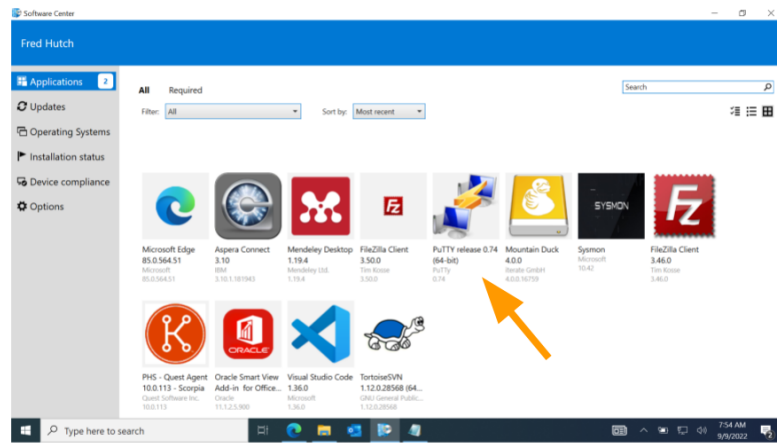 Software Center
Fred Hutch
Applications 2
Updates
Operating Systems
Installation status
Device compliance
Options
All Required
Search
Filter: All Sort by: Most recent
SYSMON
Microsoft Edge
85.0.564.51
Microsoft
85.0.564.51
Aspera Connect
3.10
IBM
3.10.1.181943
Mendeley Desktop
1.19.4
Mendeley Ltd.
1.19.4
Fz
FileZilla Client
3.50.0
Tim Kosse
3.50.0
PuTTY release 0.74
(64-bit)
PuTTy
0.74
Mountain Duck
4.0.0
iterate GmbH
4.0.0.16759
Sysmon
Microsoft
10.42
Fz
FileZilla Client
3.46.0
Tim Kosse
3.46.0
PHS - Quest Agent
10.0.113 - Scorpia
Quest Software Inc.
10.0.113
ORACLE
Oracle Smart View
Add-in for Office...
Oracle
11.1.2.5.900
Visual Studio Code
1.36.0
Microsoft
1.36.0
TortoiseSVN
1.12.0.28568 (64...
GNU General Public...
1.12.0.28568
Type here to search
7:54 AM
9/9/2022
2